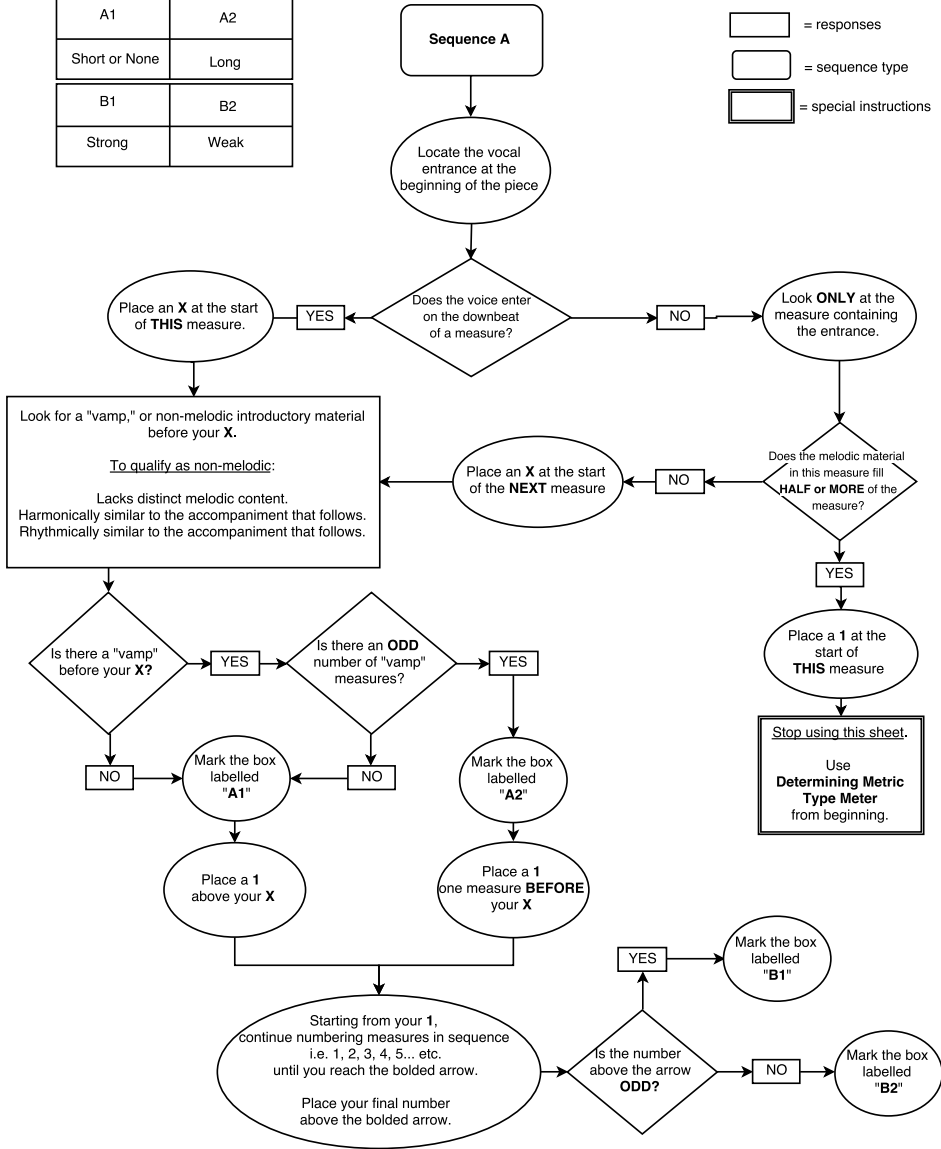 A1
A2
Short or None
Long
B1
B2
Strong
Weak
Sequence A
= responses
= sequence type
= special instructions
Locate the vocal
entrance at the
beginning of the piece
Does the voice enter
on the downbeat
of a measure?
YES
Place an X at the start
of THIS measure.
NO
Look ONLY at the
measure containing
the entrance.
Look for a "vamp," or non-melodic introductory material
before your X.
To qualify as non-melodic:
Lacks distinct melodic content.
Harmonically similar to the accompaniment that follows.
Rhythmically similar to the accompaniment that follows.
Does the melodic material
in this measure fill
HALF or MORE of the
measure?
NO
Place an X at the start
of the NEXT measure
YES
Place a 1 at the
start of
THIS measure
Stop using this sheet.
Use
Determining Metric
Type Meter
from beginning.
Is there a "vamp"
before your X?
YES
Is there an ODD
number of "vamp"
measures?
YES
NO
Mark the box
labelled
"A1"
NO
Mark the box
labelled
"A2"
Place a 1
above your X
Place a 1
one measure BEFORE
your X
Starting from your 1,
continue numbering measures in sequence
i.e. 1, 2, 3, 4, 5... etc.
until you reach the bolded arrow.
Place your final number
above the bolded arrow.
Is the number
above the arrow
ODD?
YES
Mark the box
labelled
"B1"
NO
Mark the box
labelled
"B2"